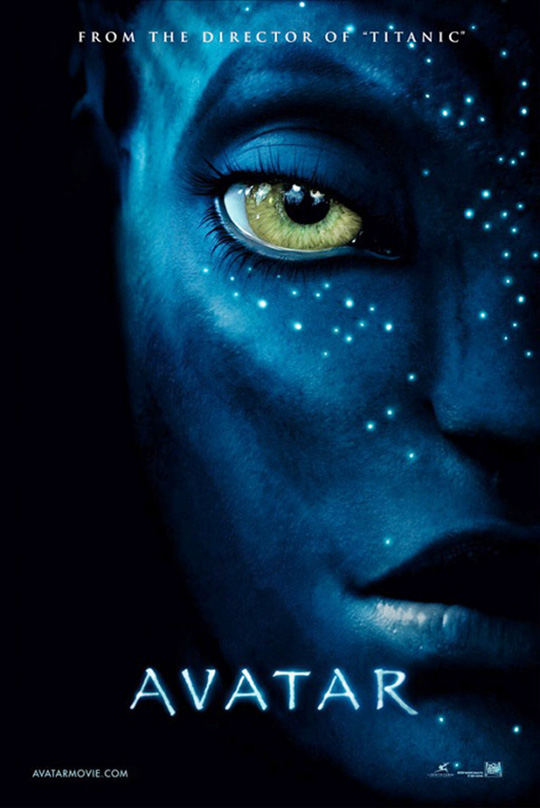 FROM THE DIRECTOR OF "TITANIC"
AVATAR
AVATARMOVIE.COM